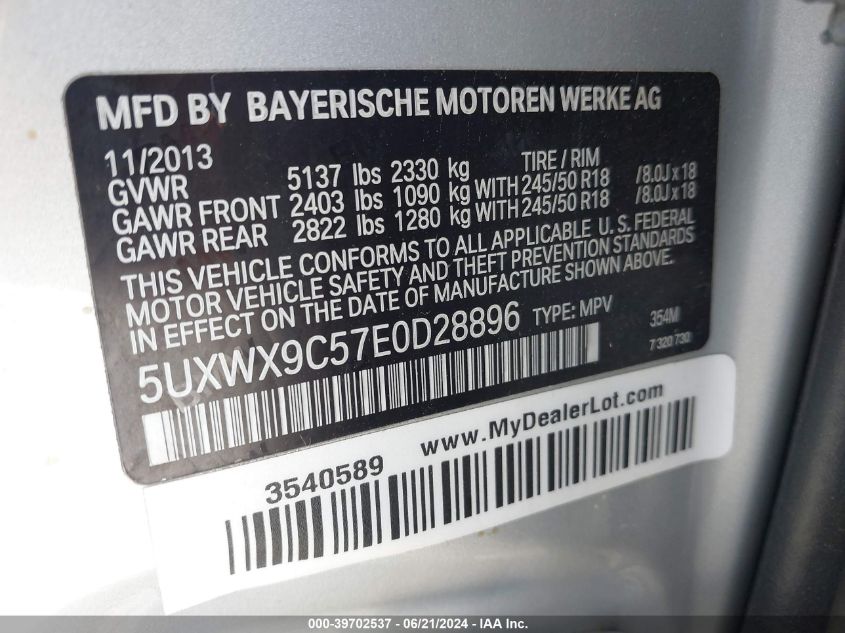 MFD BY BAYERISCHE MOTOREN WERKE AG
11/2013 TIRE / RIM
GVWR 5137 lbs 2330 kg
GAWR FRONT 2403 lbs 1090 kg WITH 245/50 R18 /8.0J x 18
GAWR REAR 2822 lbs 1280 kg WITH 245/50 R18 /8.0J x 18
THIS VEHICLE CONFORMS TO ALL APPLICABLE U. S. FEDERAL
MOTOR VEHICLE SAFETY AND THEFT PREVENTION STANDARDS
IN EFFECT ON THE DATE OF MANUFACTURE SHOWN ABOVE.
5UXWX9C57E0D28896 TYPE: MPV 354M
7 320 730
www.MyDealerLot.com
3540589
000-39702537 - 06/21/2024 - IAA Inc.